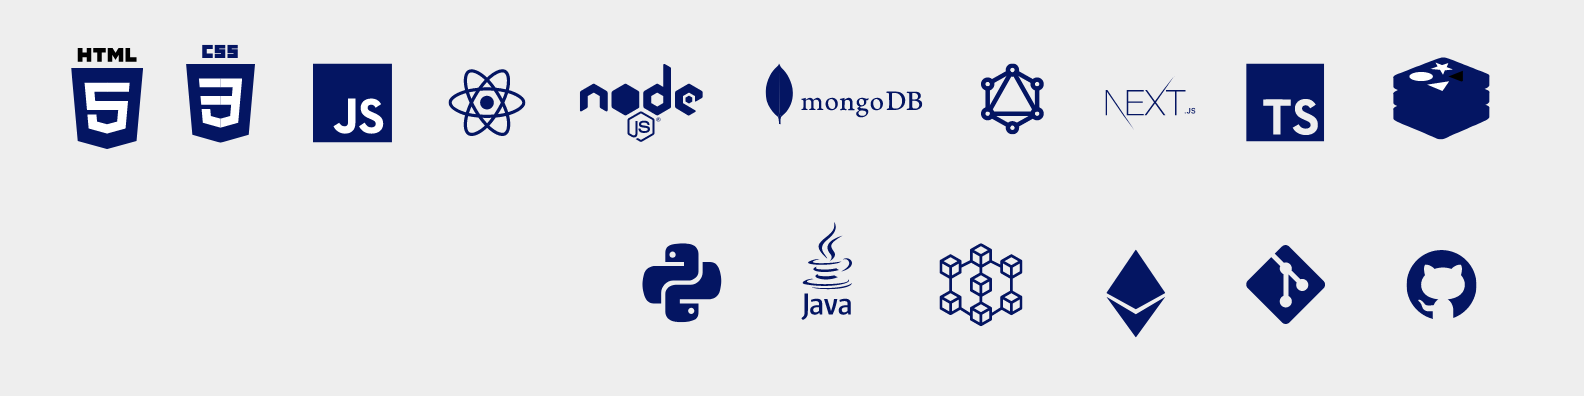 HTML
5
CSS
3
JS
node
JS
®
mongoDB
NEXT.JS
TS
Java